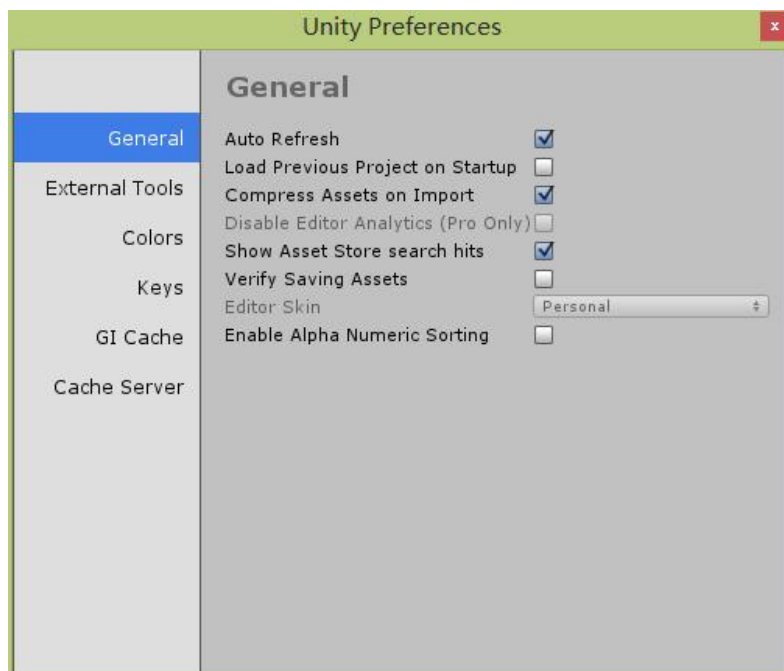 Unity Preferences
x
General
External Tools
Colors
Keys
GI Cache
Cache Server
General
Auto Refresh
Load Previous Project on Startup
Compress Assets on Import
Disable Editor Analytics (Pro Only)
Show Asset Store search hits
Verify Saving Assets
Editor Skin Personal
Enable Alpha Numeric Sorting